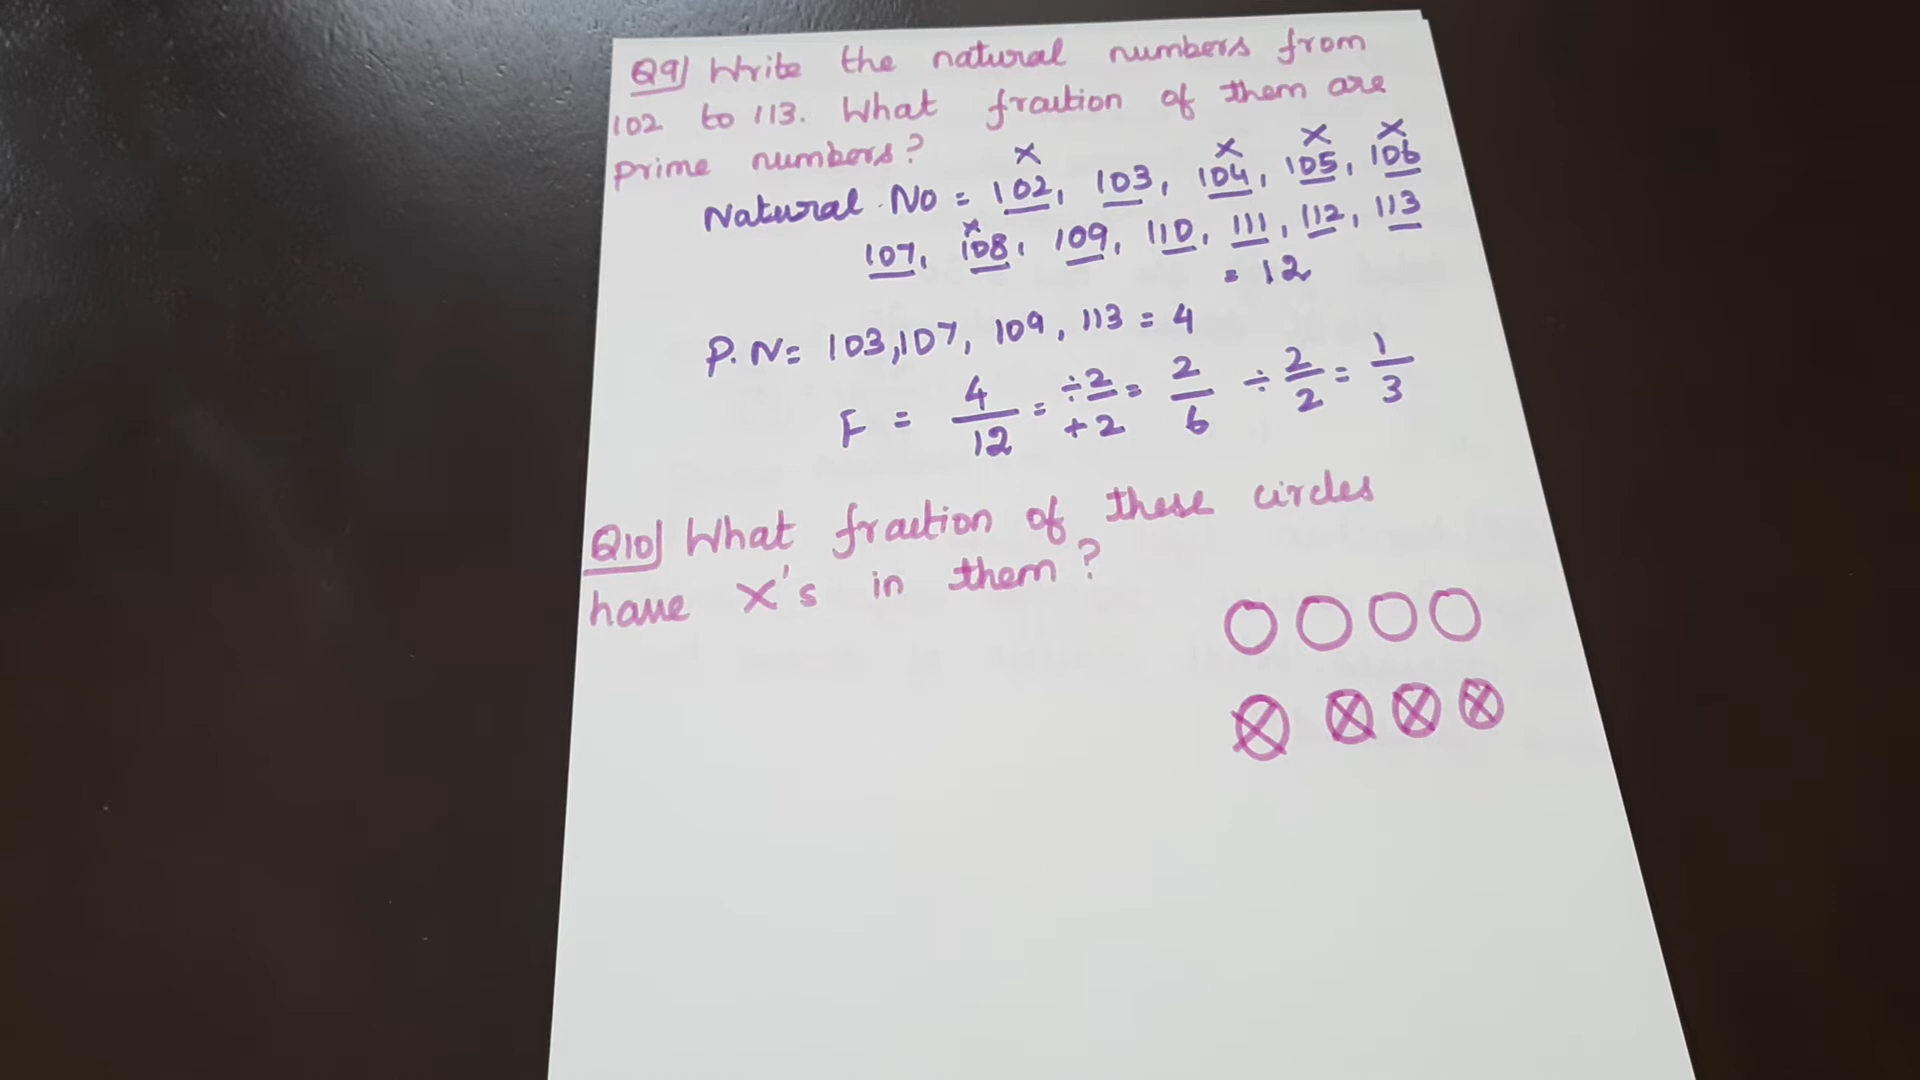 Q9) Write the natural numbers from
102 to 113. What fraction of them are
prime numbers?
x x x x
Natural No = 102, 103, 104, 105, 106
x
107, 108, 109, 110, 111, 112, 113
= 12
P.N= 103,107, 109, 113 = 4
F = 4/12 = ÷2/+2 = 2/6 ÷ 2/2 = 1/3
Q10) What fraction of these circles
have X's in them?